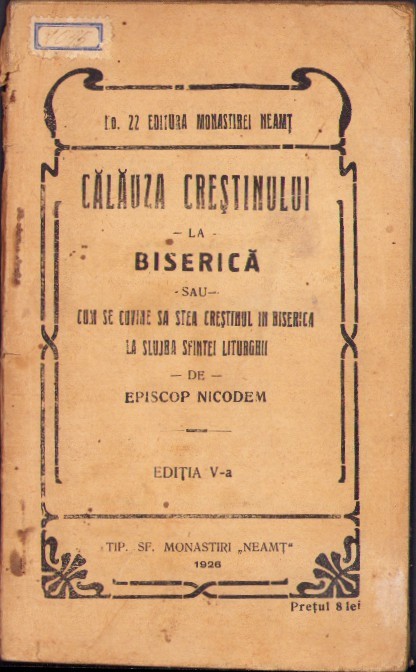 No. 22 EDITURA MONASTIREI NEAMȚ
CĂLĂUZA CREȘTINULUI
— LA -
BISERICĂ
- SAU—
CUM SE CUVINE SA STEA CREȘTINUL IN BISERICA
LA SLUJBA SFINTEI LITURGHII
— DE —
EPISCOP NICODEM
EDIȚIA V-a
TIP. SF. MONASTIRI „NEAMȚ“
1926
Prețul 8 lei